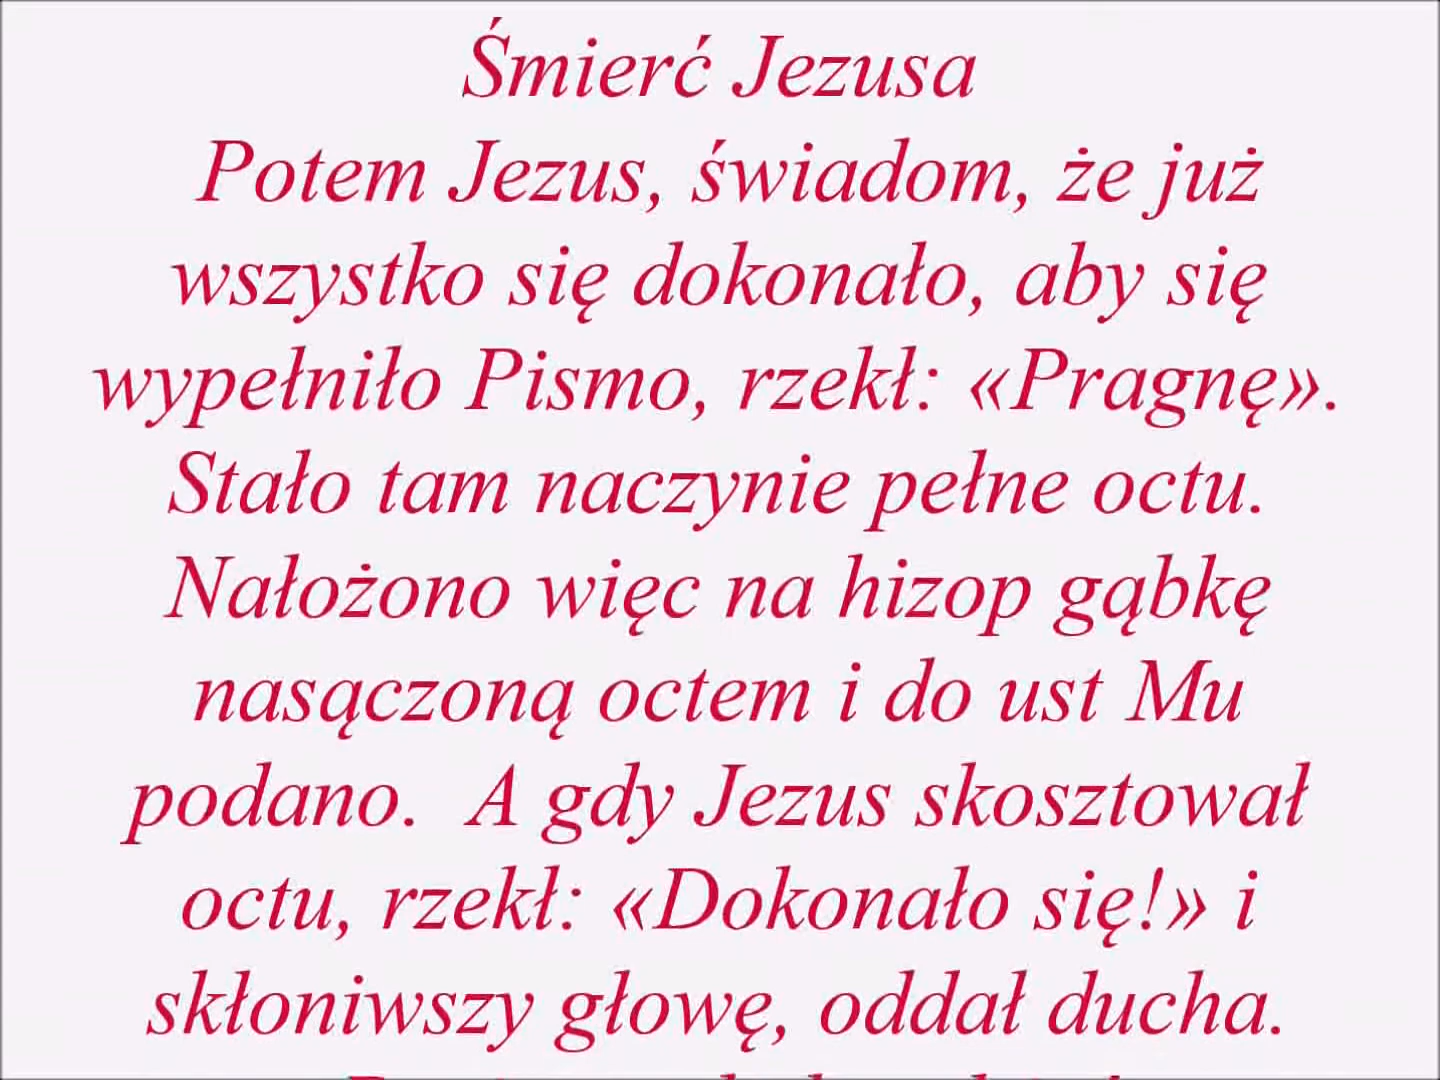 Śmierć Jezusa
Potem Jezus, świadom, że już
wszystko się dokonało, aby się
wypełniło Pismo, rzekł: «Pragnę».
Stało tam naczynie pełne octu.
Nałożono więc na hizop gąbkę
nasączoną octem i do ust Mu
podano.  A gdy Jezus skosztował
octu, rzekł: «Dokonało się!» i
skłoniwszy głowę, oddał ducha.